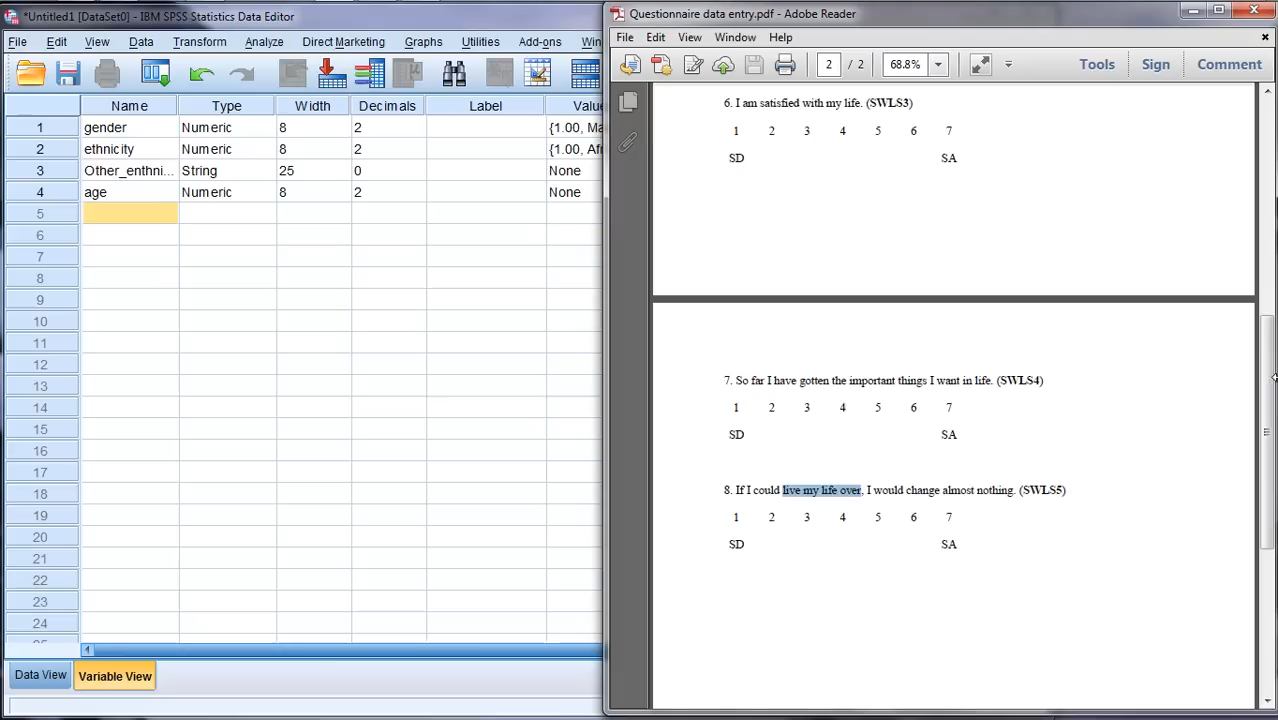 *Untitled1 [DataSet0] - IBM SPSS Statistics Data Editor
File Edit View Data Transform Analyze Direct Marketing Graphs Utilities Add-ons Win
Name Type Width Decimals Label Value
1 gender Numeric 8 2 {1.00, Ma
2 ethnicity Numeric 8 2 {1.00, Afr
3 Other_enthni... String 25 0 None
4 age Numeric 8 2 None
5
6
7
8
9
10
11
12
13
14
15
16
17
18
19
20
21
22
23
24
25
Data View Variable View
Questionnaire data entry.pdf - Adobe Reader
File Edit View Window Help
2 / 2 68.8% Tools Sign Comment
6. I am satisfied with my life. (SWLS3)
1 2 3 4 5 6 7
SD SA
7. So far I have gotten the important things I want in life. (SWLS4)
1 2 3 4 5 6 7
SD SA
8. If I could live my life over, I would change almost nothing. (SWLS5)
1 2 3 4 5 6 7
SD SA